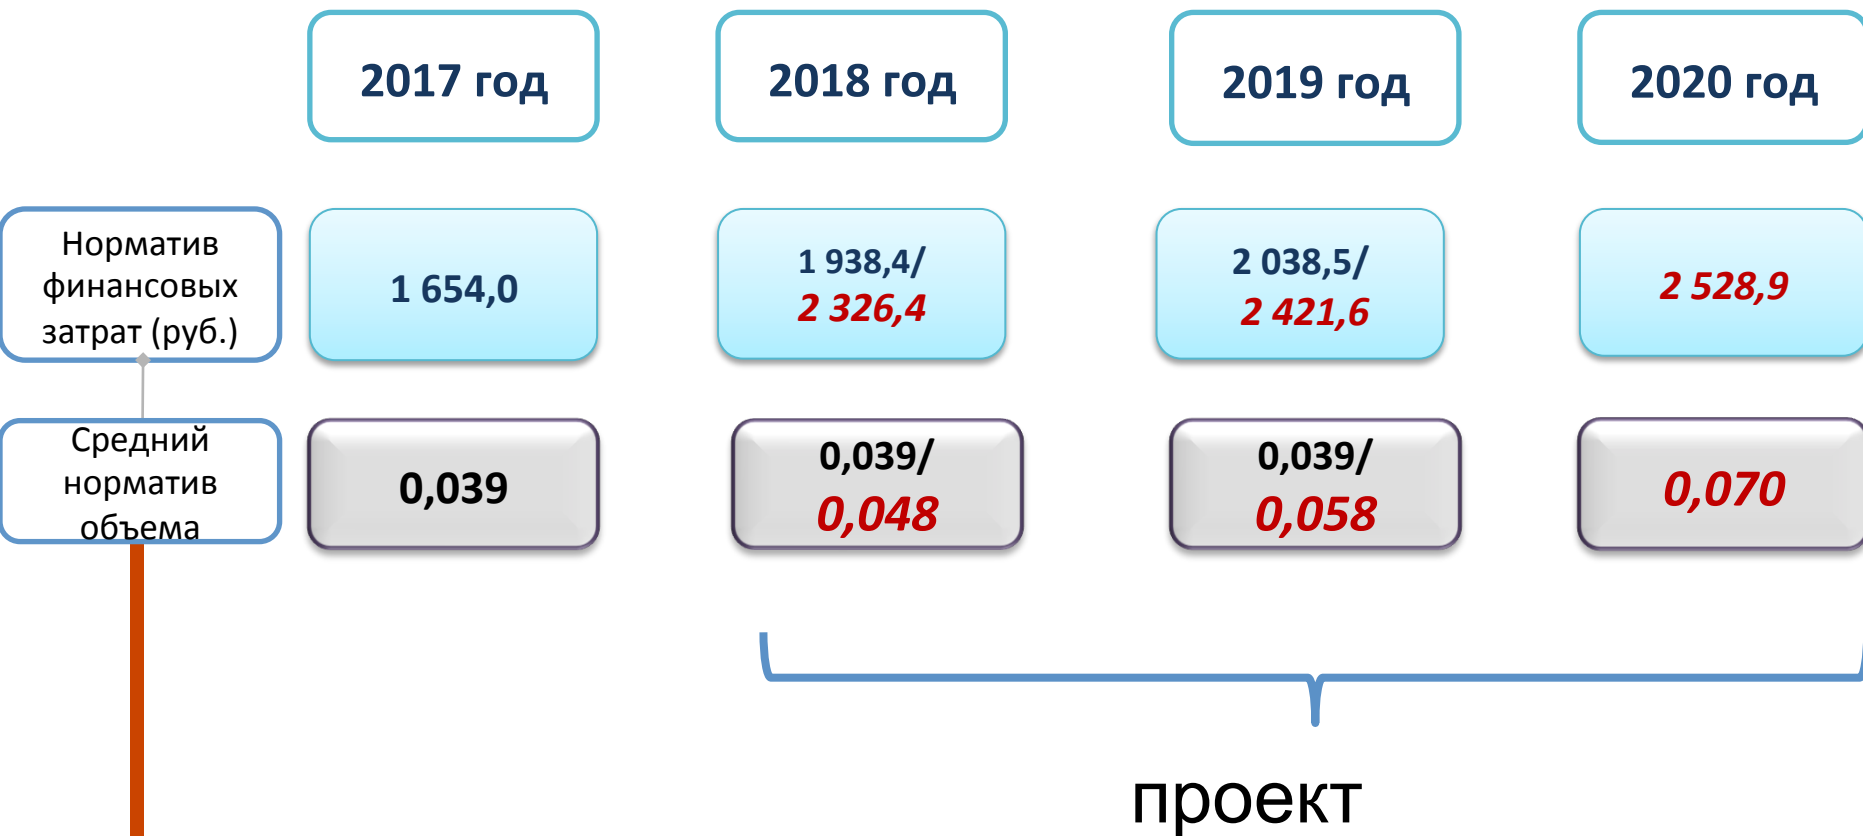 2017 год
2018 год
2019 год
2020 год
Норматив
финансовых
затрат (руб.)
1 654,0
1 938,4/
2 326,4
2 038,5/
2 421,6
2 528,9
Средний
норматив
объема
0,039
0,039/
0,048
0,039/
0,058
0,070
проект